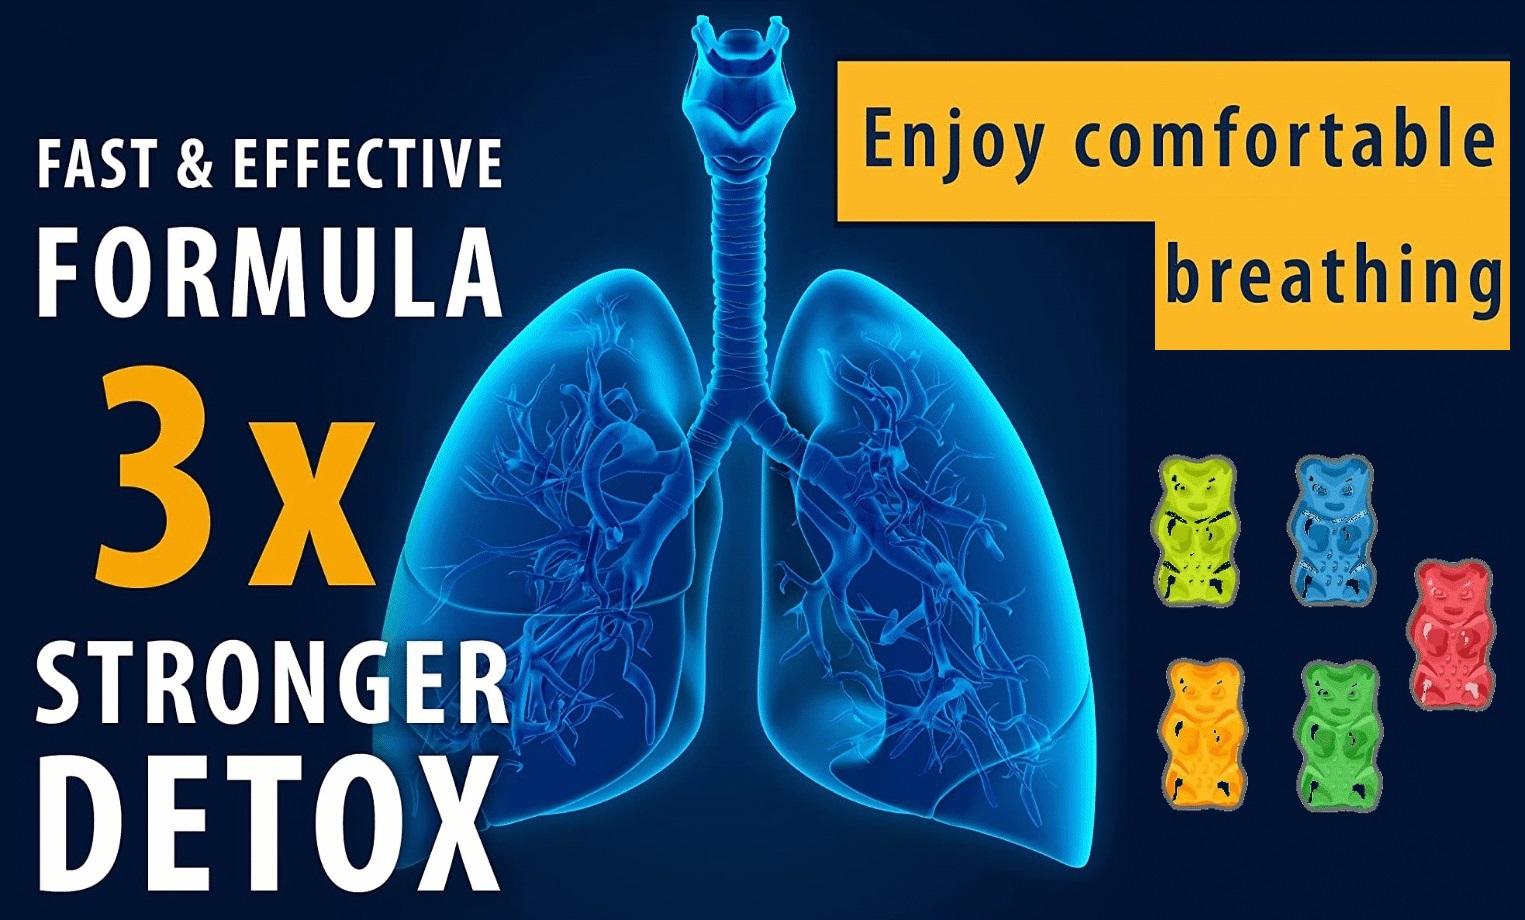 FAST & EFFECTIVE
FORMULA
3x
STRONGER
DETOX
Enjoy comfortable
breathing